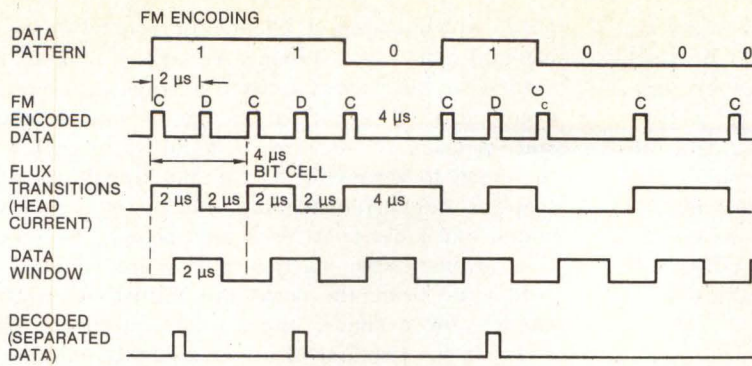 FM ENCODING
DATA
PATTERN
1 1 0 1 0 0 0
2 µs
FM
ENCODED
DATA
C D C D C 4 µs C D C c C C
4 µs
BIT CELL
FLUX
TRANSITIONS
(HEAD
CURRENT)
2 µs 2 µs 2 µs 2 µs 4 µs
DATA
WINDOW
2 µs
DECODED
(SEPARATED
DATA)